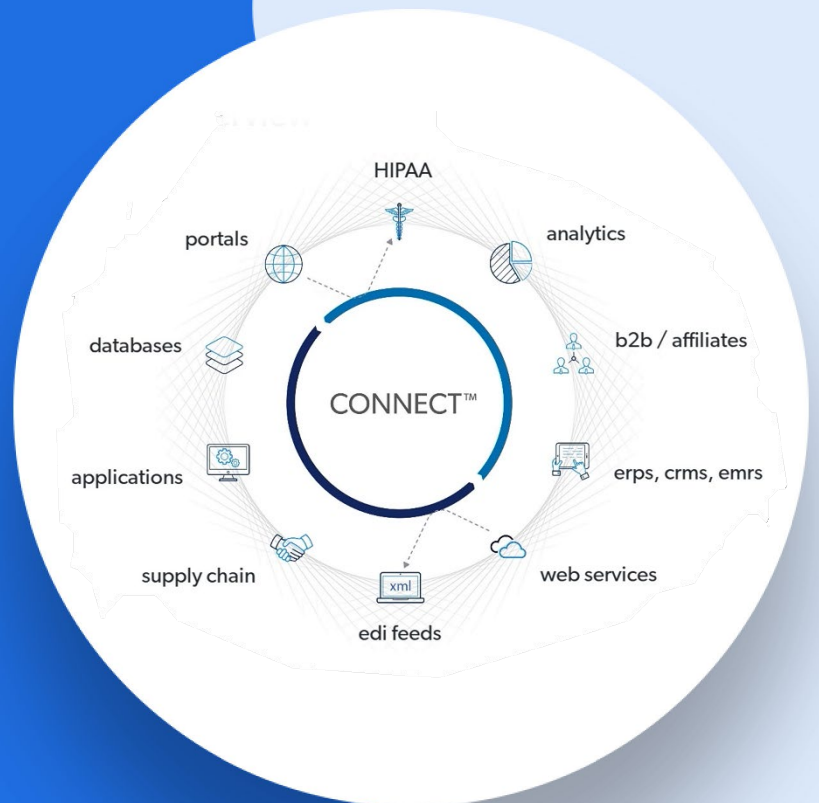 HIPAA
portals
analytics
databases
b2b / affiliates
CONNECT™
applications
erps, crms, emrs
supply chain
xml
web services
edi feeds